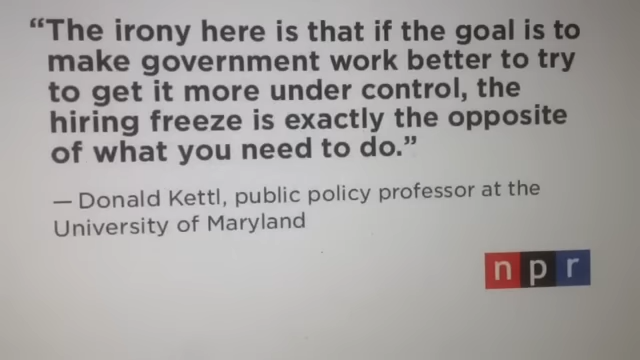 “The irony here is that if the goal is to
make government work better to try
to get it more under control, the
hiring freeze is exactly the opposite
of what you need to do.”
— Donald Kettl, public policy professor at the
University of Maryland
npr